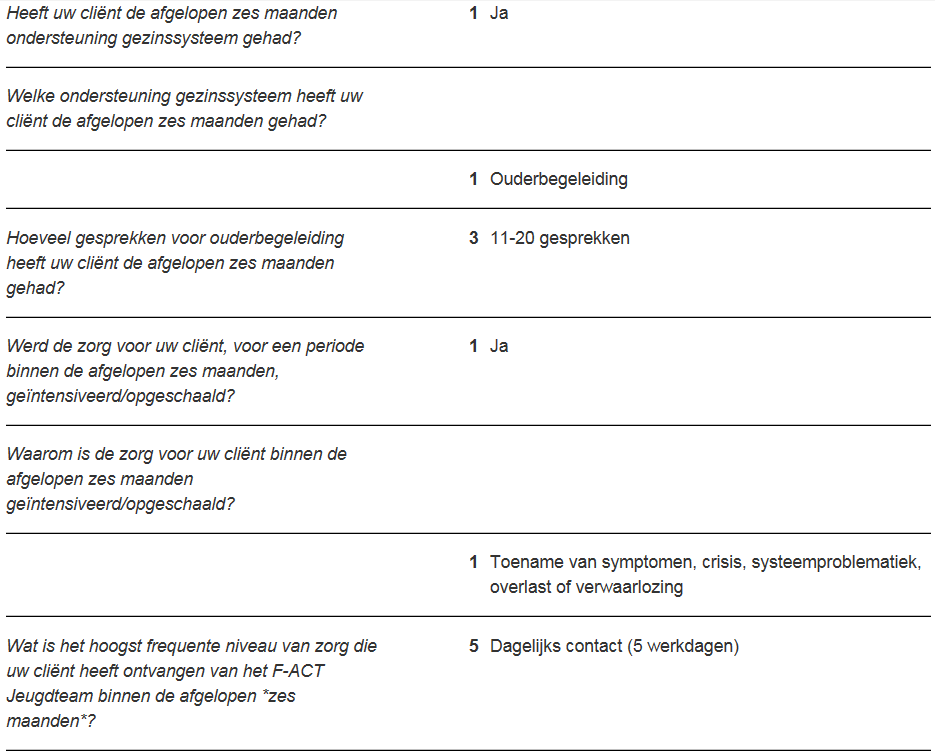 Heeft uw cliënt de afgelopen zes maanden
ondersteuning gezinssysteem gehad?
1 Ja
Welke ondersteuning gezinssysteem heeft uw
cliënt de afgelopen zes maanden gehad?
1 Ouderbegeleiding
Hoeveel gesprekken voor ouderbegeleiding
heeft uw cliënt de afgelopen zes maanden
gehad?
3 11-20 gesprekken
Werd de zorg voor uw cliënt, voor een periode
binnen de afgelopen zes maanden,
geïntensiveerd/opgeschaald?
1 Ja
Waarom is de zorg voor uw cliënt binnen de
afgelopen zes maanden
geïntensiveerd/opgeschaald?
1 Toename van symptomen, crisis, systeemproblematiek,
overlast of verwaarlozing
Wat is het hoogst frequente niveau van zorg die
uw cliënt heeft ontvangen van het F-ACT
Jeugdteam binnen de afgelopen *zes
maanden*?
5 Dagelijks contact (5 werkdagen)